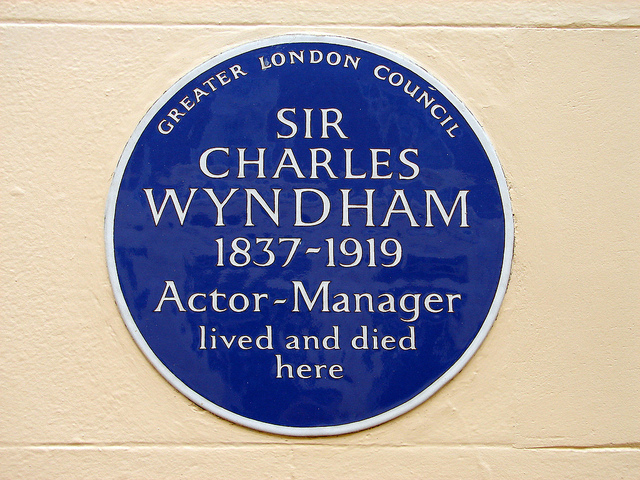 GREATER LONDON COUNCIL
SIR
CHARLES
WYNDHAM
1837-1919
Actor-Manager
lived and died
here